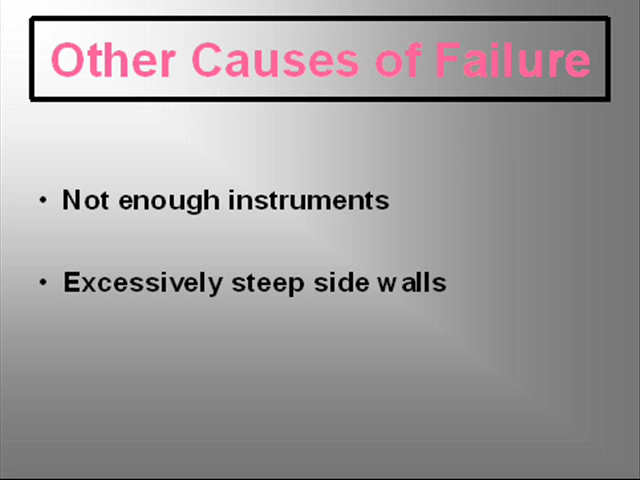 Other Causes of Failure
• Not enough instruments
• Excessively steep side walls